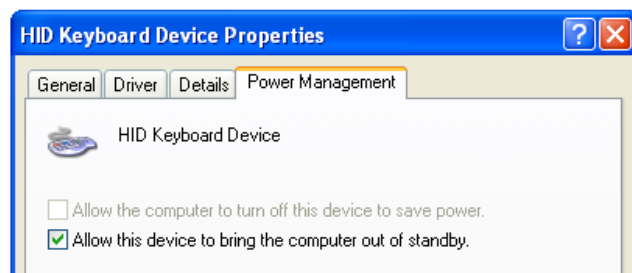 HID Keyboard Device Properties
General Driver Details Power Management
HID Keyboard Device
Allow the computer to turn off this device to save power.
Allow this device to bring the computer out of standby.